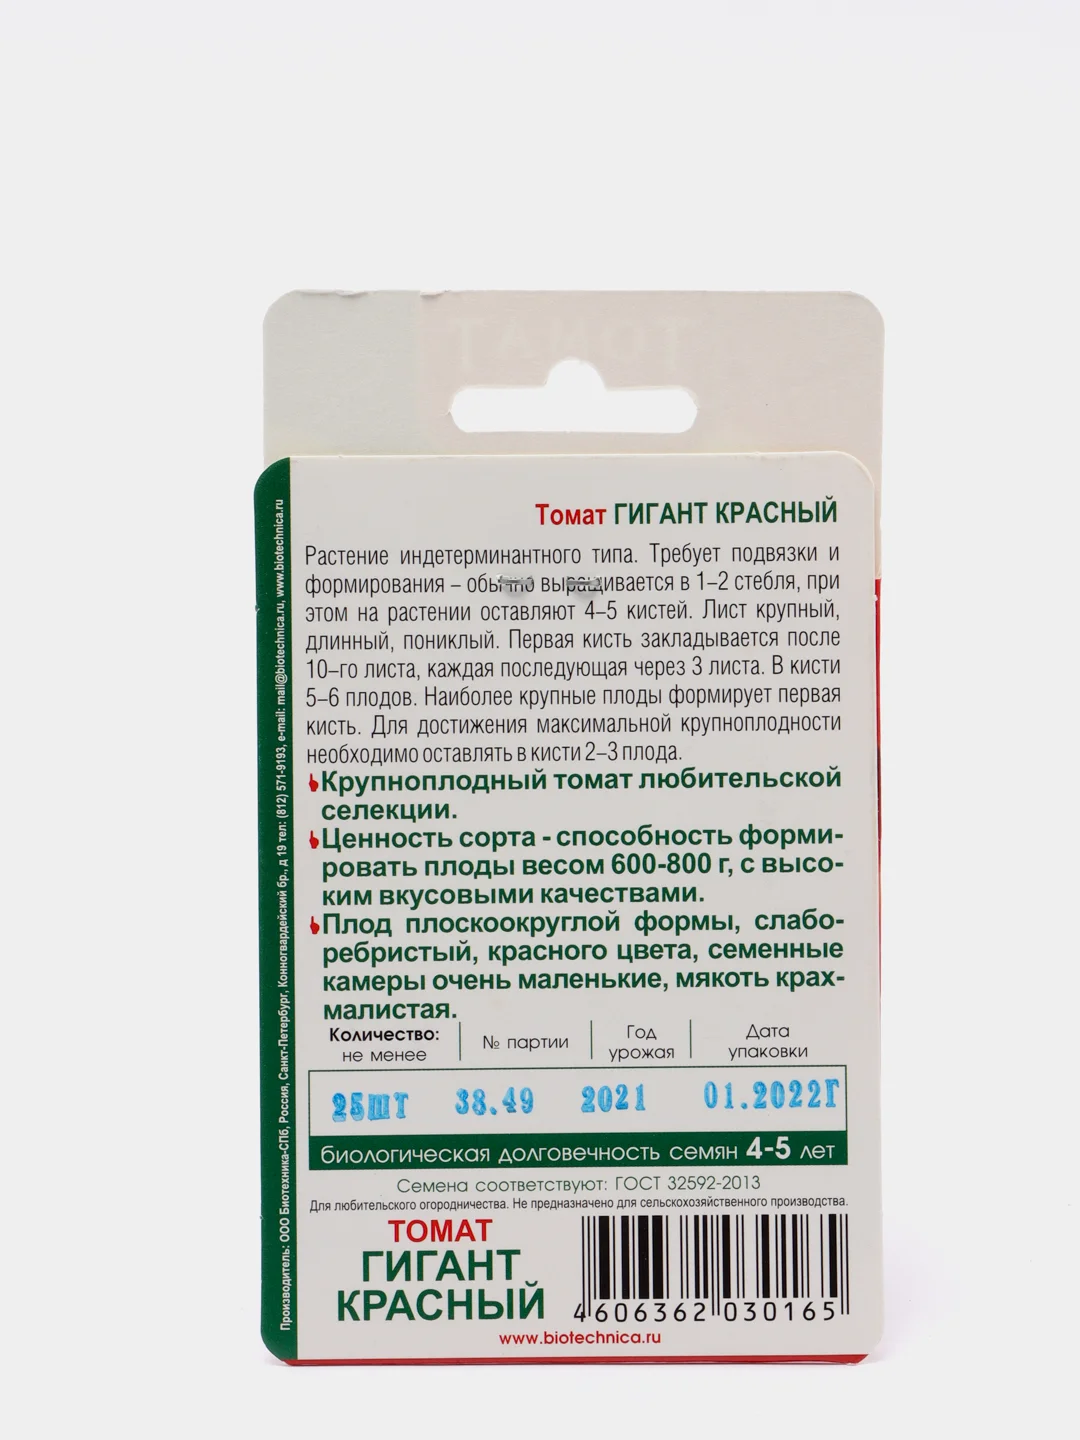 ТОМАТ
Томат ГИГАНТ КРАСНЫЙ
Растение индетерминантного типа. Требует подвязки и
формирования – обычно выращивается в 1–2 стебля, при
этом на растении оставляют 4–5 кистей. Лист крупный,
длинный, пониклый. Первая кисть закладывается после
10–го листа, каждая последующая через 3 листа. В кисти
5–6 плодов. Наиболее крупные плоды формирует первая
кисть. Для достижения максимальной крупноплодности
необходимо оставлять в кисти 2–3 плода.
Крупноплодный томат любительской
селекции.
Ценность сорта - способность форми-
ровать плоды весом 600-800 г, с высо-
ким вкусовыми качествами.
Плод плоскоокруглой формы, слабо-
ребристый, красного цвета, семенные
камеры очень маленькие, мякоть крах-
малистая.
Количество: не менее
№ партии
Год урожая
Дата упаковки
25шт 38.49 2021 01.2022г
биологическая долговечность семян 4-5 лет
Семена соответствуют: ГОСТ 32592-2013
Для любительского огородничества. Не предназначено для сельскохозяйственного производства.
ТОМАТ
ГИГАНТ
КРАСНЫЙ
4 606362 030165
www.biotechnica.ru
Производитель: ООО Биотехника-СПб, Россия, Санкт-Петербург, Конногвардейский бр., д 19 тел: (812) 571-9193, e-mail: mail@biotechnica.ru, www.biotechnica.ru